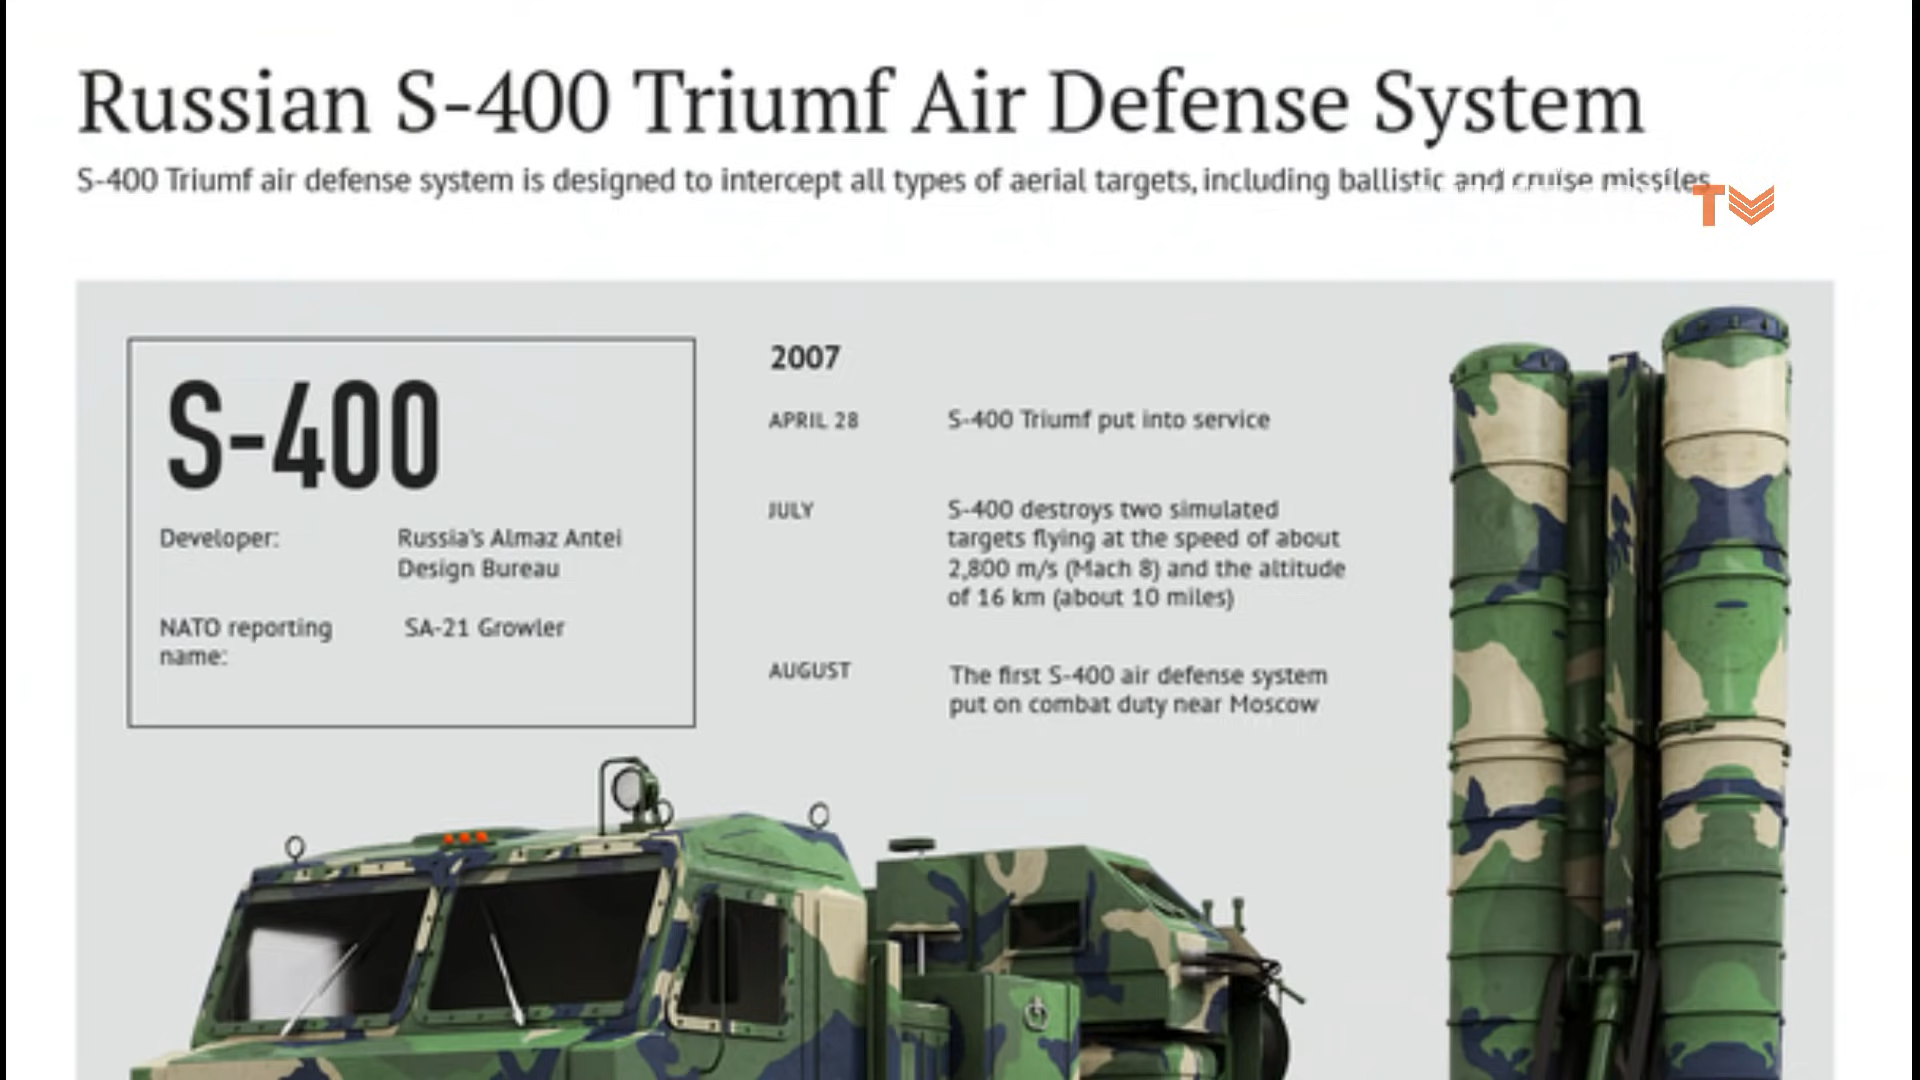 Russian S-400 Triumf Air Defense System
S-400 Triumf air defense system is designed to intercept all types of aerial targets, including ballistic and cruise missiles
TV
S-400
Developer: Russia's Almaz Antei
Design Bureau
NATO reporting SA-21 Growler
name:
2007
APRIL 28 S-400 Triumf put into service
JULY S-400 destroys two simulated
targets flying at the speed of about
2,800 m/s (Mach 8) and the altitude
of 16 km (about 10 miles)
AUGUST The first S-400 air defense system
put on combat duty near Moscow